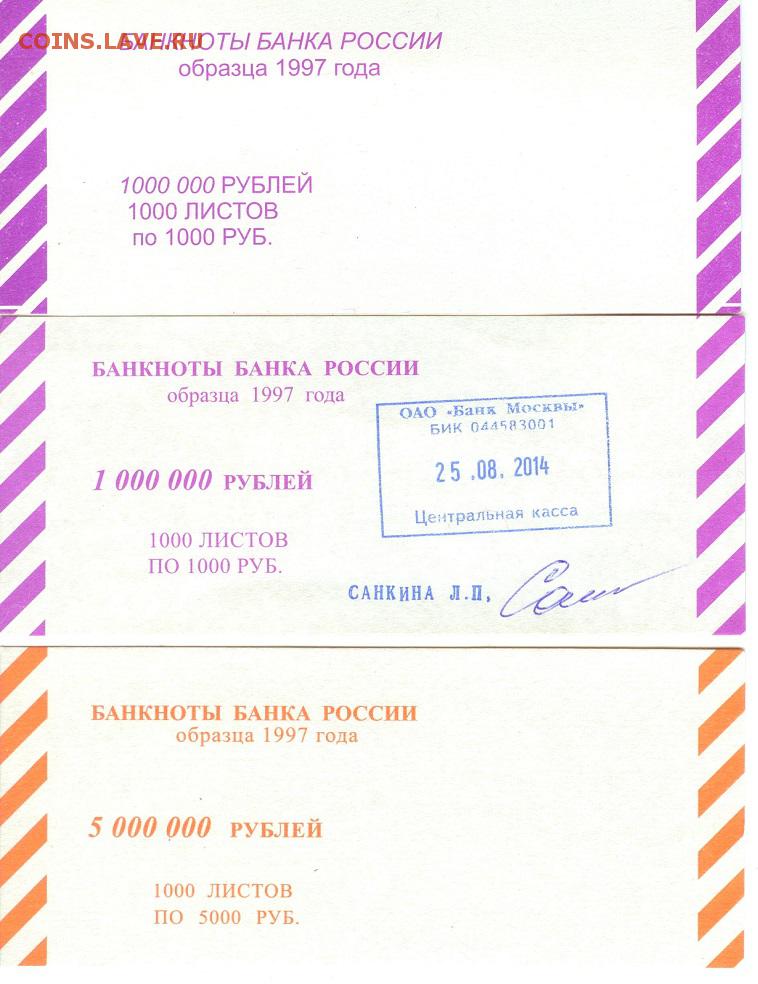 COINS.LAVE.RU
БАНКНОТЫ БАНКА РОССИИ
образца 1997 года
1000 000 РУБЛЕЙ
1000 ЛИСТОВ
по 1000 РУБ.
БАНКНОТЫ БАНКА РОССИИ
образца 1997 года
ОАО «Банк Москвы»
БИК 044583001
25.08.2014
Центральная касса
1 000 000 РУБЛЕЙ
1000 ЛИСТОВ
ПО 1000 РУБ.
САНКИНА Л.П,
БАНКНОТЫ БАНКА РОССИИ
образца 1997 года
5 000 000 РУБЛЕЙ
1000 ЛИСТОВ
ПО 5000 РУБ.